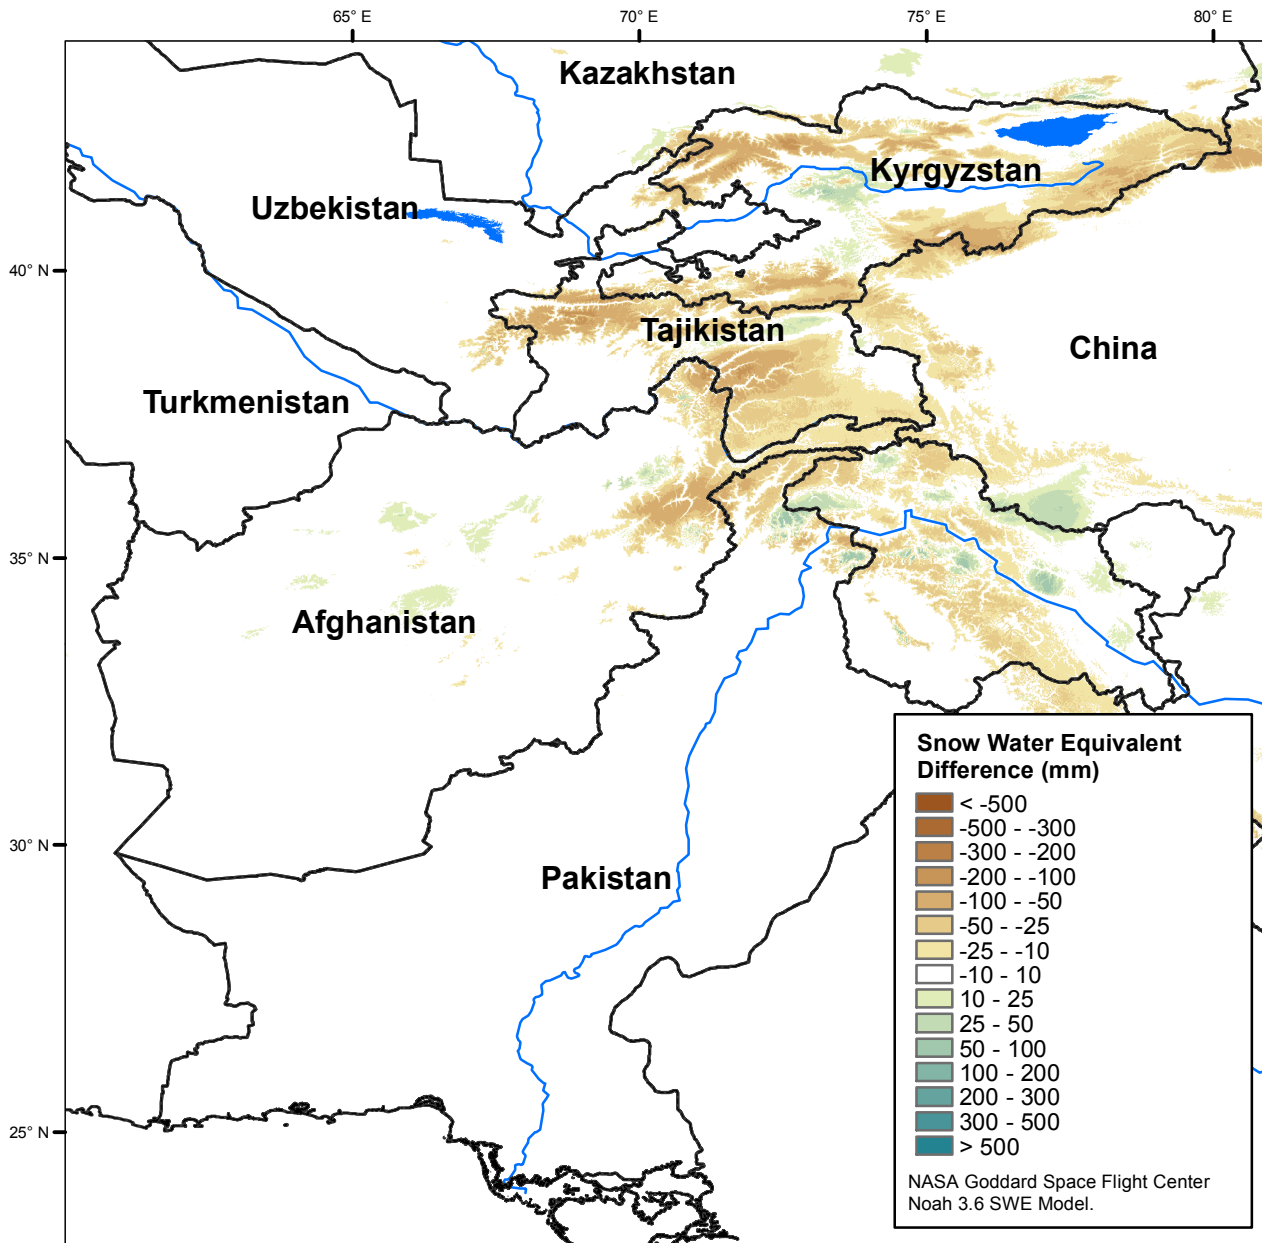 65° E
70° E
75° E
80° E
Kazakhstan
Kyrgyzstan
Uzbekistan
40° N
Tajikistan
China
Turkmenistan
35° N
Afghanistan
30° N
Pakistan
25° N
Snow Water Equivalent
Difference (mm)
< -500
-500 - -300
-300 - -200
-200 - -100
-100 - -50
-50 - -25
-25 - -10
-10 - 10
10 - 25
25 - 50
50 - 100
100 - 200
200 - 300
300 - 500
> 500
NASA Goddard Space Flight Center
Noah 3.6 SWE Model.